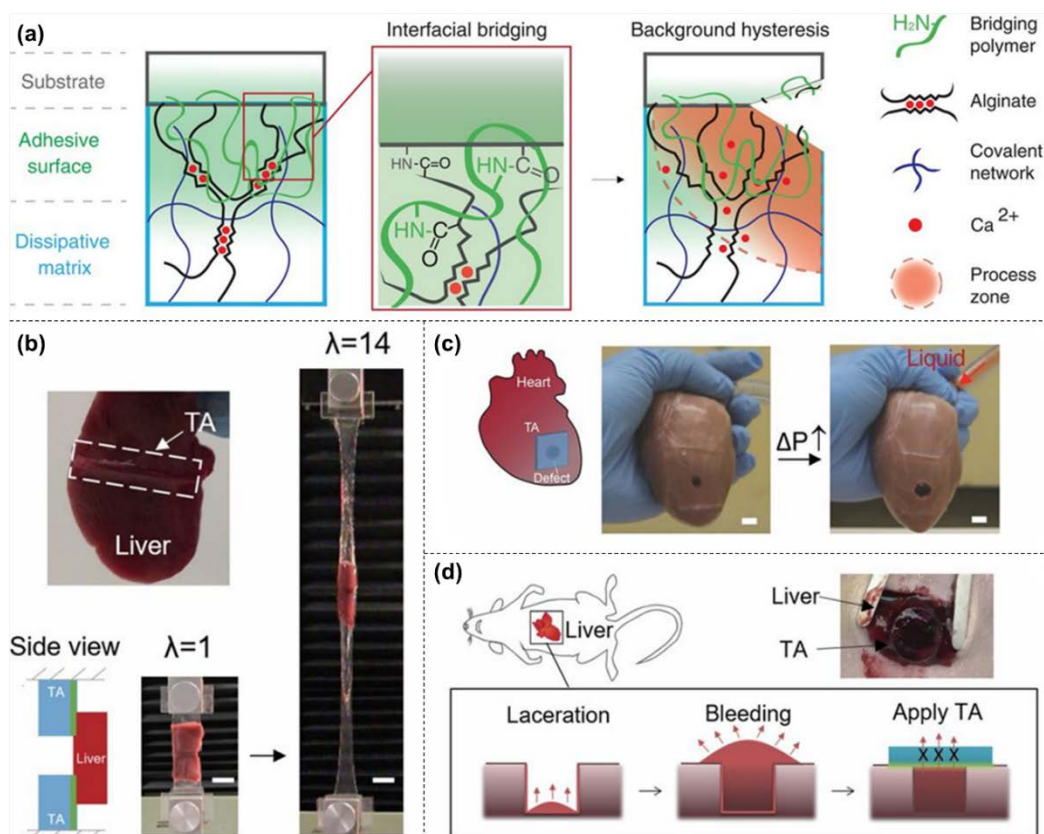 (a)
Interfacial bridging
Background hysteresis
Substrate
Adhesive
surface
Dissipative
matrix
HN-C=O
HN-
C
O
-HN
-C
O
H₂N-
Bridging
polymer
Alginate
Covalent
network
Ca²⁺
Process
zone
(b)
λ=14
TA
Liver
Side view
λ=1
TA
Liver
TA
(c)
Heart
TA
Defect
ΔP↑
Liquid
(d)
Liver
Liver
TA
Laceration
Bleeding
Apply TA
X X X